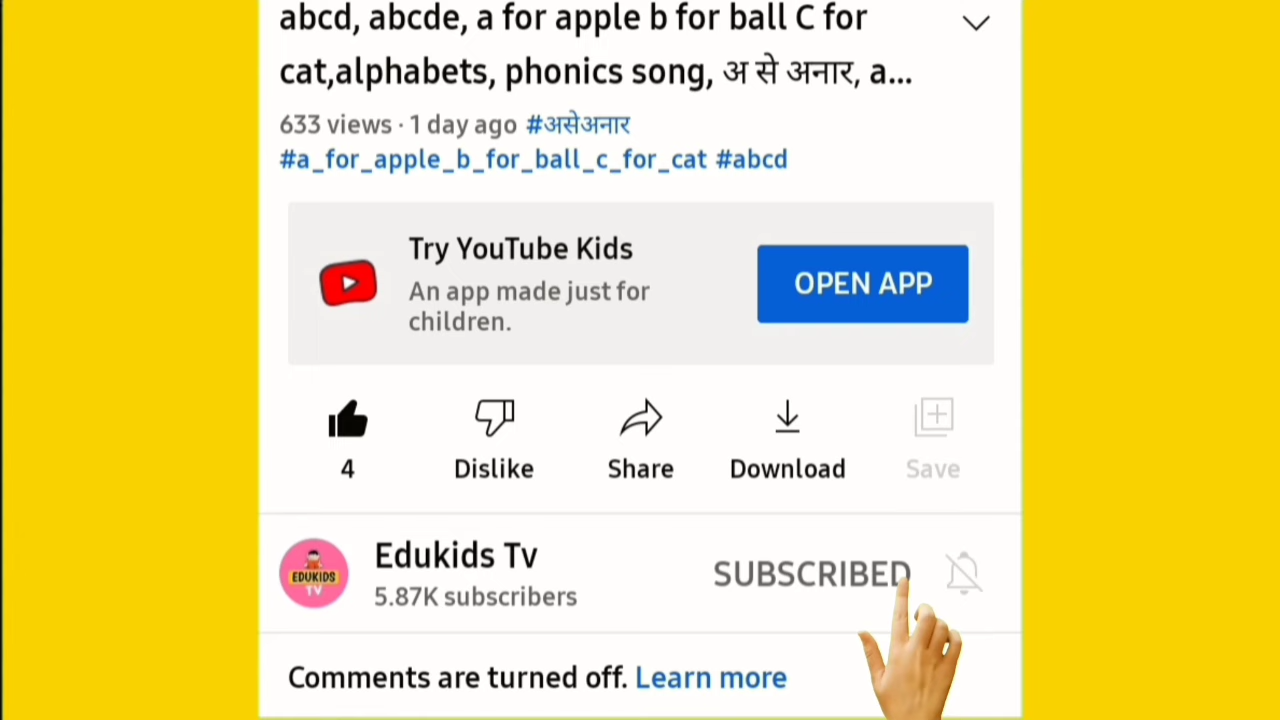 abcd, abcde, a for apple b for ball C for
cat,alphabets, phonics song, अ से अनार, a...
633 views · 1 day ago #असेअनार
#a_for_apple_b_for_ball_c_for_cat #abcd
Try YouTube Kids
An app made just for
children.
OPEN APP
4
Dislike
Share
Download
Save
EDUKIDS
TV
Edukids Tv
5.87K subscribers
SUBSCRIBED
Comments are turned off. Learn more